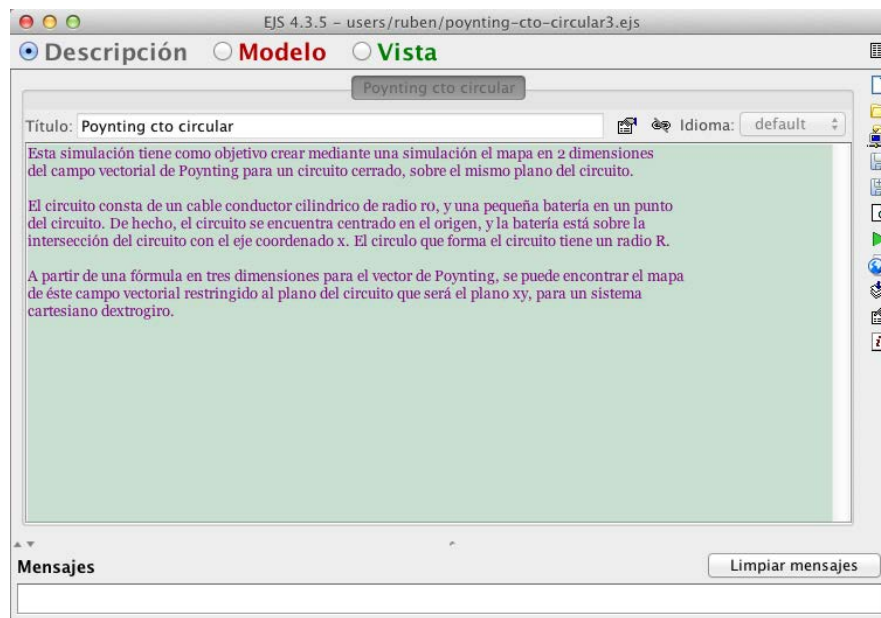 EJS 4.3.5 – users/ruben/poynting-cto-circular3.ejs
Descripción Modelo Vista
Poynting cto circular
Título: Poynting cto circular Idioma: default
Esta simulación tiene como objetivo crear mediante una simulación el mapa en 2 dimensiones
del campo vectorial de Poynting para un circuito cerrado, sobre el mismo plano del circuito.
El circuito consta de un cable conductor cilindrico de radio r0, y una pequeña batería en un punto
del circuito. De hecho, el circuito se encuentra centrado en el origen, y la batería está sobre la
intersección del circuito con el eje coordenado x. El circulo que forma el circuito tiene un radio R.
A partir de una fórmula en tres dimensiones para el vector de Poynting, se puede encontrar el mapa
de éste campo vectorial restringido al plano del circuito que será el plano xy, para un sistema
cartesiano dextrogiro.
Mensajes Limpiar mensajes